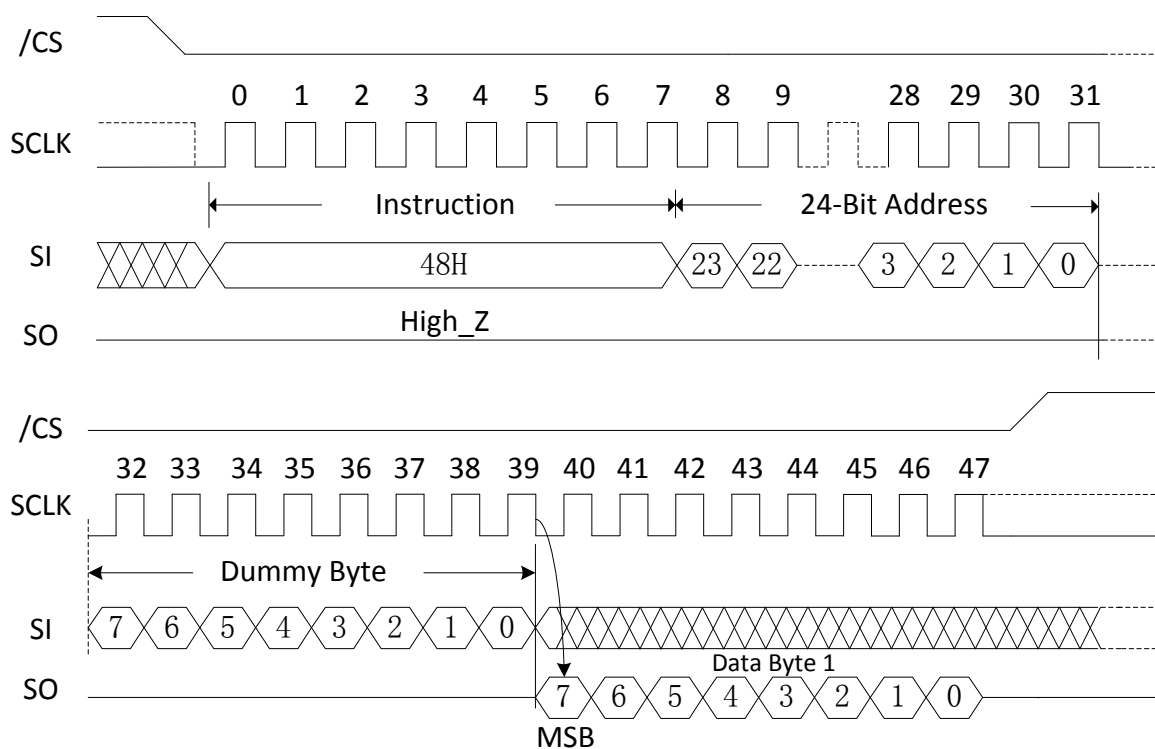 /CS
0 1 2 3 4 5 6 7 8 9 28 29 30 31
SCLK
Instruction 24-Bit Address
SI 48H 23 22 3 2 1 0
High_Z
SO
/CS
32 33 34 35 36 37 38 39 40 41 42 43 44 45 46 47
SCLK
Dummy Byte
SI 7 6 5 4 3 2 1 0
Data Byte 1
SO 7 6 5 4 3 2 1 0
MSB